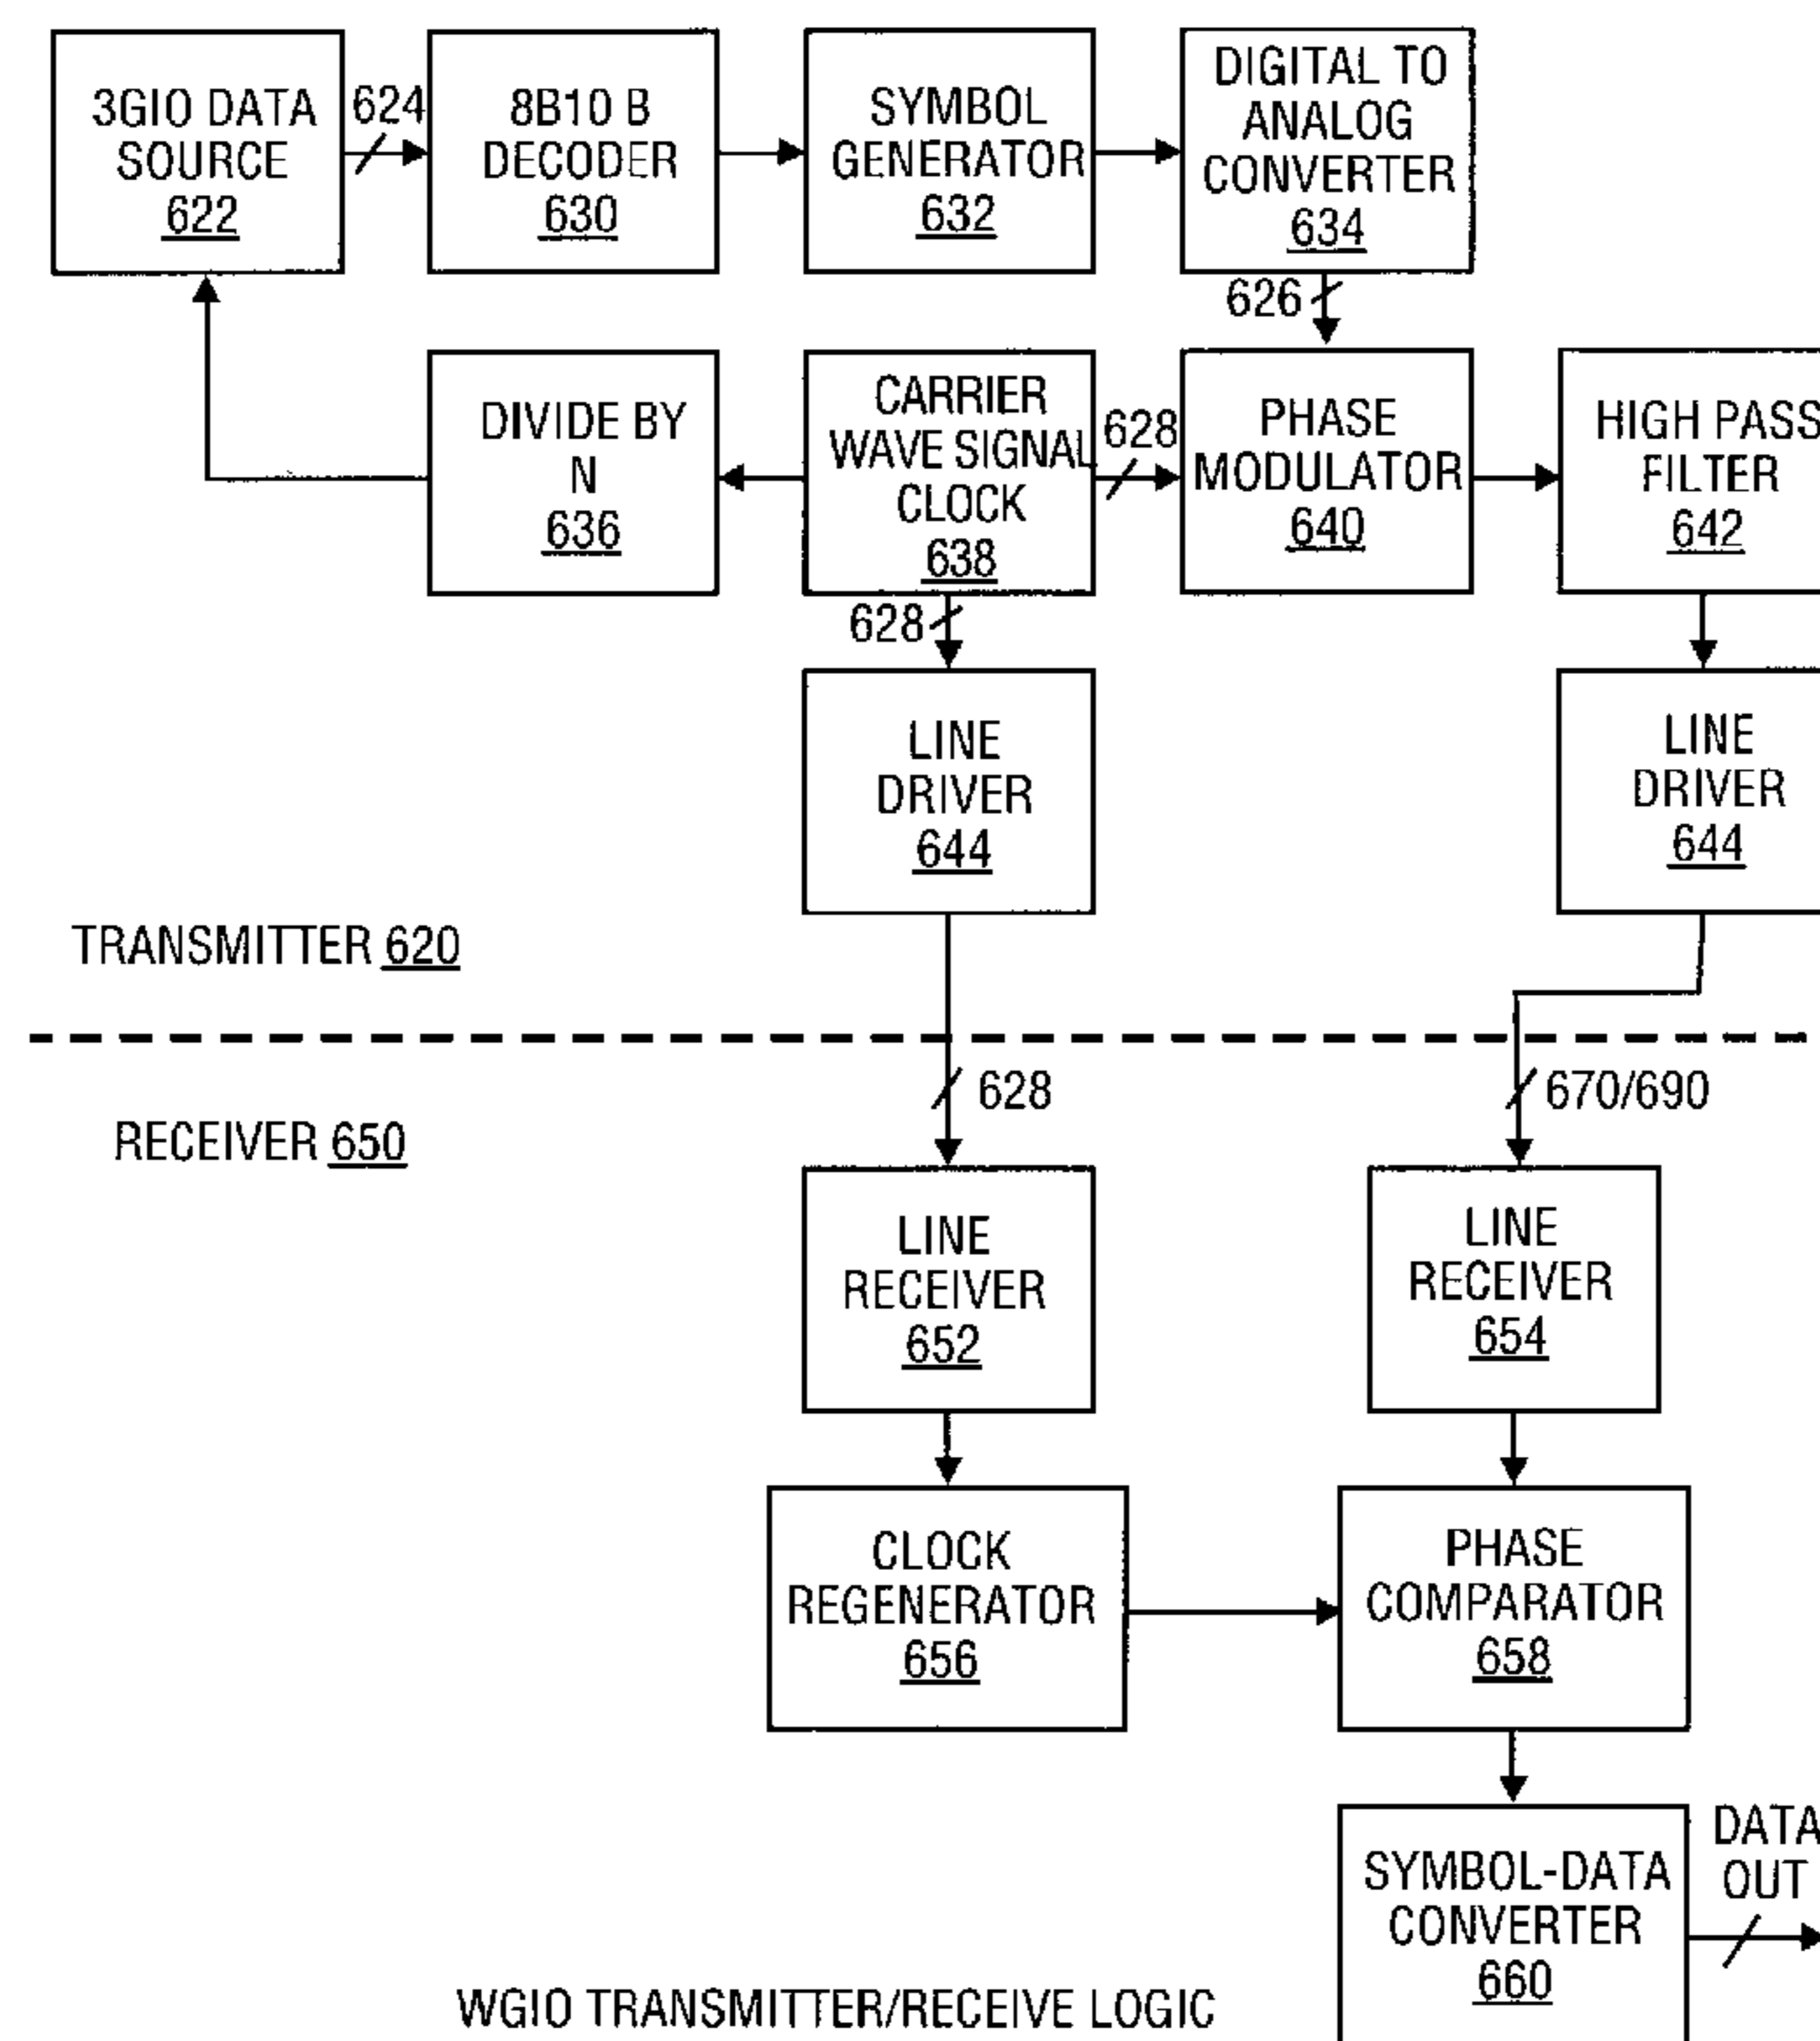 3GIO DATA
SOURCE
622
624
8B10 B
DECODER
630
SYMBOL
GENERATOR
632
DIGITAL TO
ANALOG
CONVERTER
634
626
DIVIDE BY
N
636
CARRIER
WAVE SIGNAL
CLOCK
638
628
PHASE
MODULATOR
640
HIGH PASS
FILTER
642
628
LINE
DRIVER
644
LINE
DRIVER
644
TRANSMITTER 620
628
670/690
RECEIVER 650
LINE
RECEIVER
652
LINE
RECEIVER
654
CLOCK
REGENERATOR
656
PHASE
COMPARATOR
658
SYMBOL-DATA
CONVERTER
660
DATA
OUT
WGIO TRANSMITTER/RECEIVE LOGIC